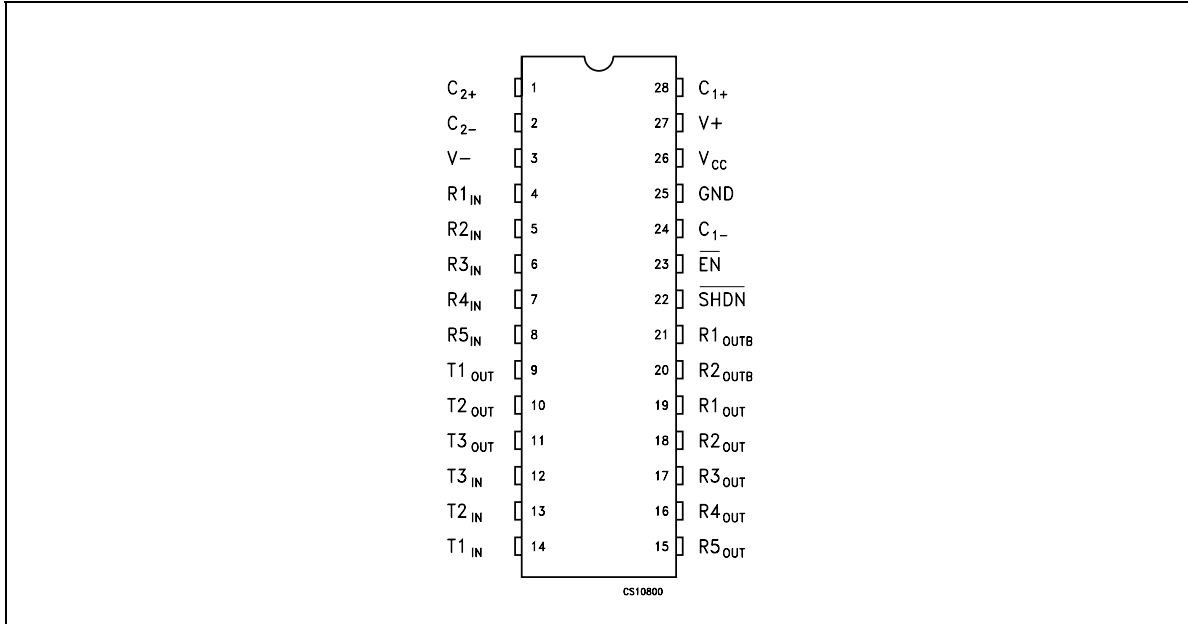 C2+ 1 28 C1+
C2- 2 27 V+
V- 3 26 VCC
R1IN 4 25 GND
R2IN 5 24 C1-
R3IN 6 23 EN
R4IN 7 22 SHDN
R5IN 8 21 R1OUTB
T1OUT 9 20 R2OUTB
T2OUT 10 19 R1OUT
T3OUT 11 18 R2OUT
T3IN 12 17 R3OUT
T2IN 13 16 R4OUT
T1IN 14 15 R5OUT
CS10800